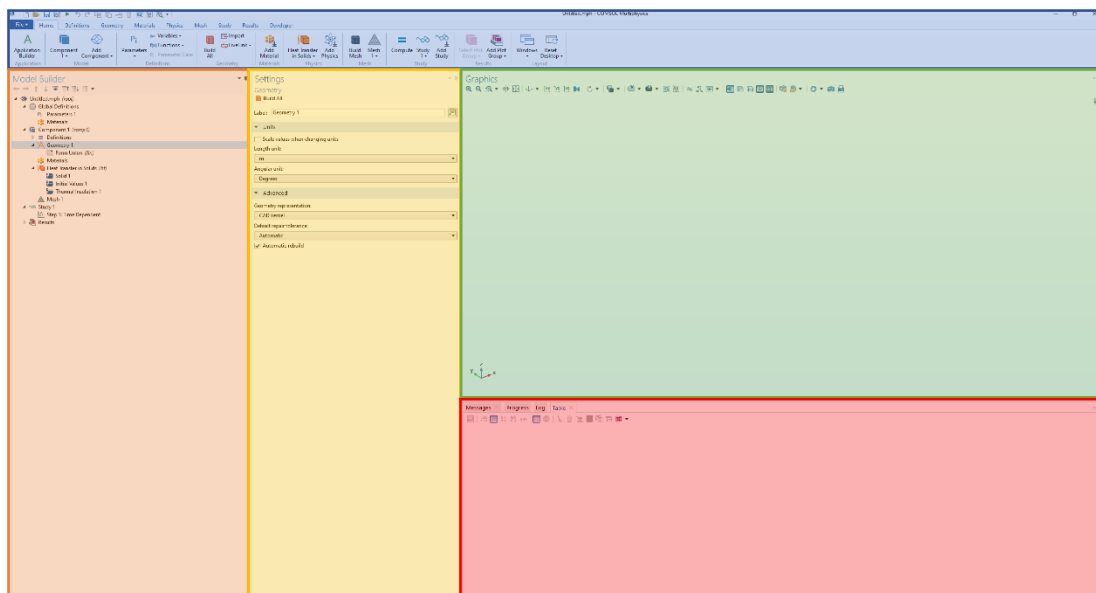 Untitled.mph - COMSOL Multiphysics
File Home Definitions Geometry Materials Physics Mesh Study Results Developer
Application Builder
Component 1
Add Component
Parameters
Variables
Functions
Parameter Case
Build All
Import
LiveLink
Add Material
Heat Transfer in Solids
Add Physics
Build Mesh
Mesh 1
Compute
Study 1
Add Study
Select Plot Group
Add Plot Group
Windows
Reset Desktop
Application Model Definitions Geometry Materials Physics Mesh Study Results Layout
Model Builder
Untitled.mph (root)
Global Definitions
Parameters 1
Materials
Component 1 (comp1)
Definitions
Geometry 1
Form Union (fin)
Materials
Heat Transfer in Solids (ht)
Solid 1
Initial Values 1
Thermal Insulation 1
Mesh 1
Study 1
Step 1: Time Dependent
Results
Settings
Geometry
Build All
Label: Geometry 1
Units
Scale values when changing units
Length unit:
m
Angular unit:
Degrees
Advanced
Geometry representation:
CAD kernel
Default repair tolerance:
Automatic
Automatic rebuild
Graphics
y z x
Messages Progress Log Table